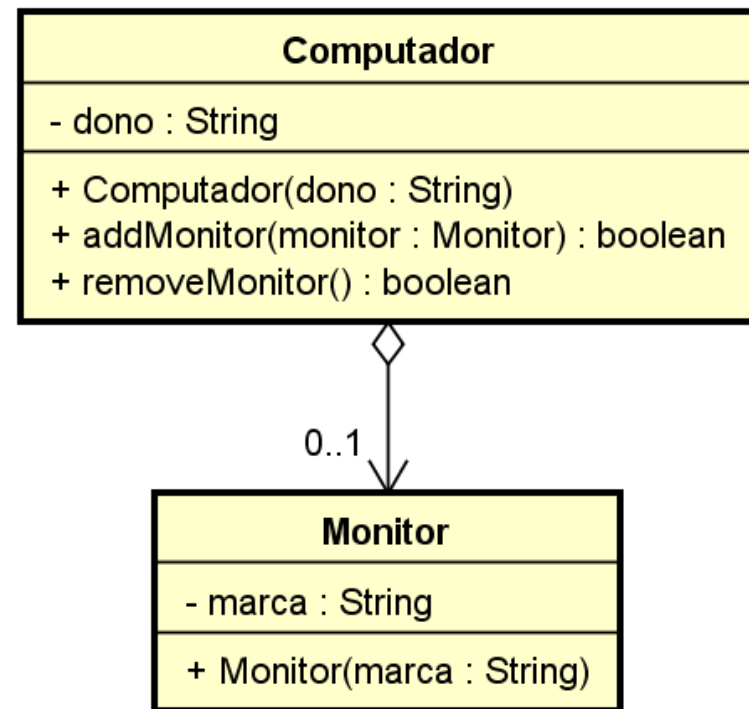 Computador
- dono : String
+ Computador(dono : String)
+ addMonitor(monitor : Monitor) : boolean
+ removeMonitor() : boolean
0..1
Monitor
- marca : String
+ Monitor(marca : String)